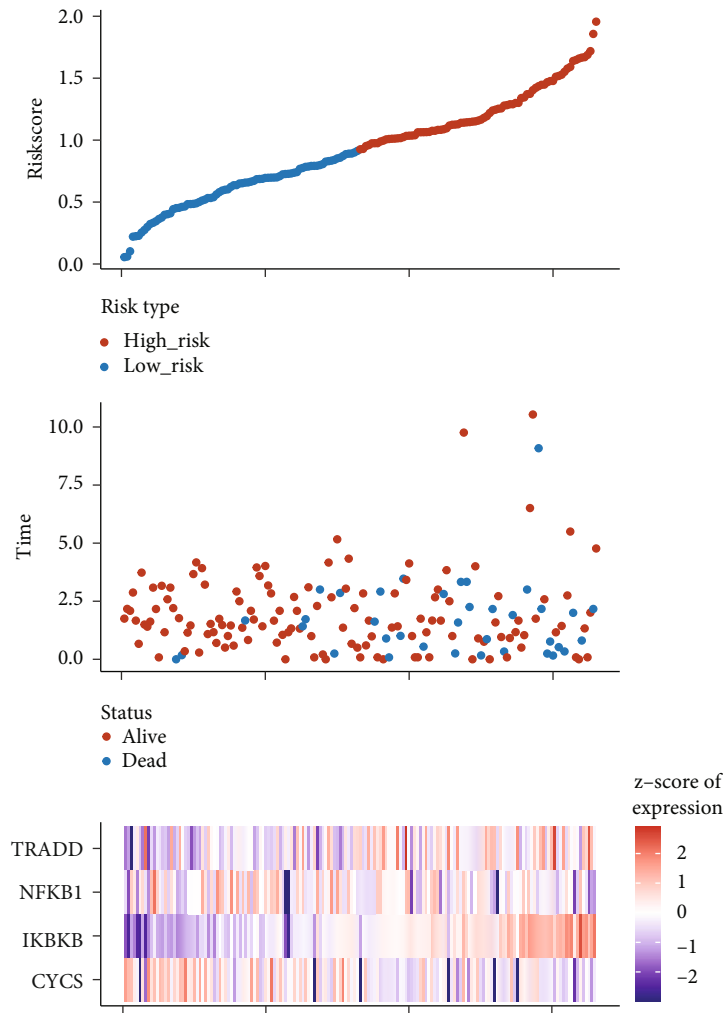 2.0
1.5
1.0
0.5
0.0
Riskscore
Risk type
High_risk
Low_risk
10.0
7.5
5.0
2.5
0.0
Time
Status
Alive
Dead
z–score of
expression
TRADD
NFKB1
IKBKB
CYCS
2
1
0
–1
–2